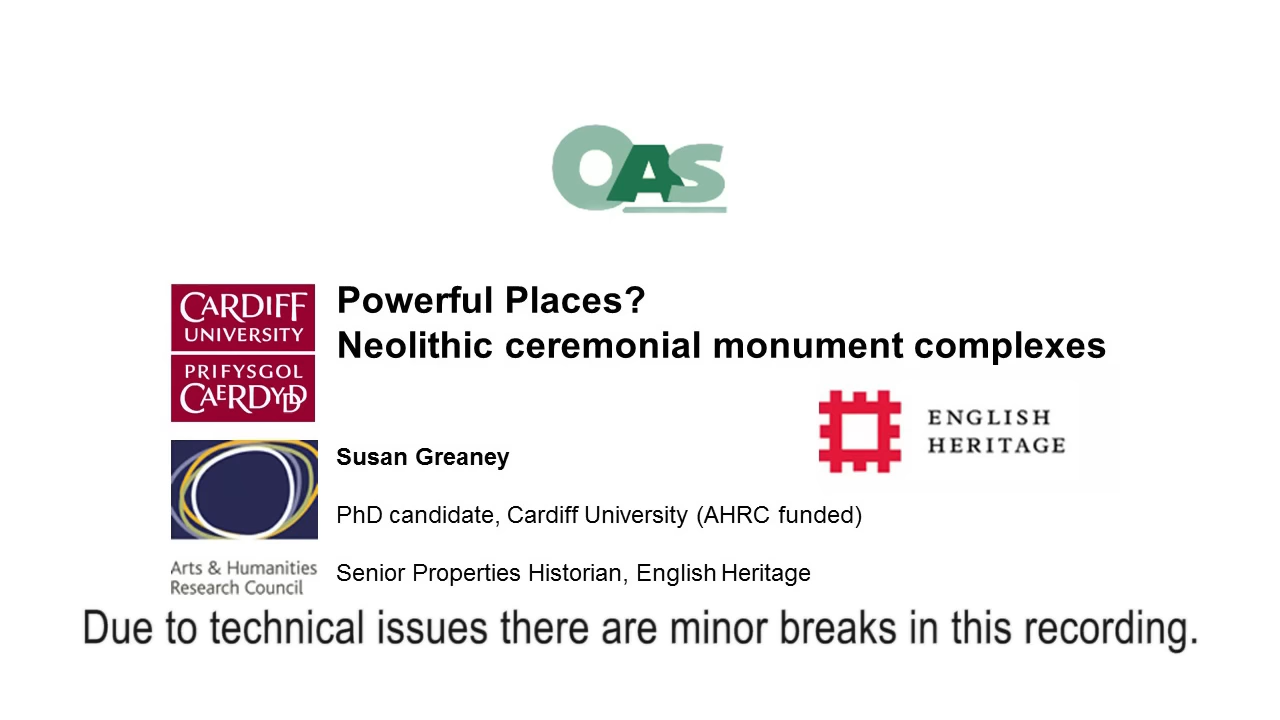 OAS
CARDIFF
UNIVERSITY
PRIFYSGOL
CAERDYDD
Powerful Places?
Neolithic ceremonial monument complexes
ENGLISH
HERITAGE
Susan Greaney
PhD candidate, Cardiff University (AHRC funded)
Arts & Humanities
Research Council
Senior Properties Historian, English Heritage
Due to technical issues there are minor breaks in this recording.